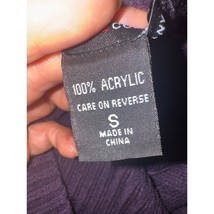 100% ACRYLIC
CARE ON REVERSE
S
MADE IN
CHINA